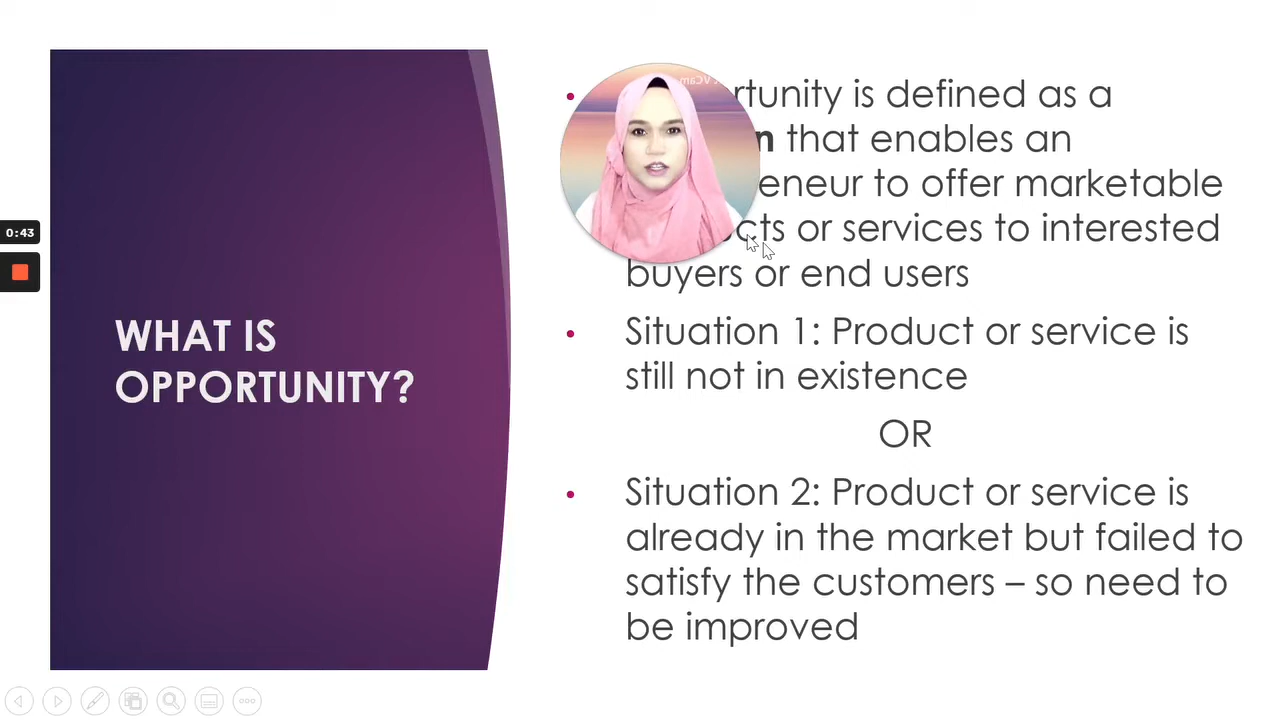 0:43
WHAT IS
OPPORTUNITY?
rtunity is defined as a
n that enables an
eneur to offer marketable
cts or services to interested
buyers or end users
Situation 1: Product or service is
still not in existence
OR
Situation 2: Product or service is
already in the market but failed to
satisfy the customers – so need to
be improved